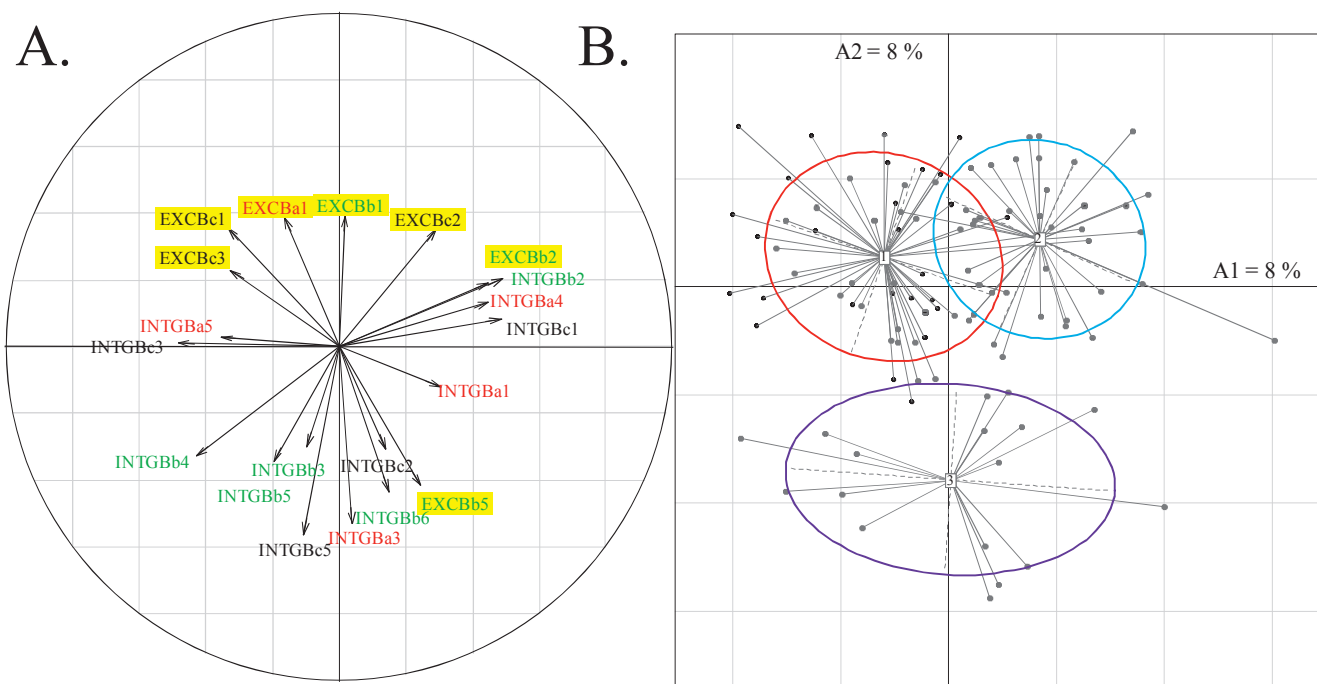 A.
EXCBc1
EXCBa1
EXCBb1
EXCBc2
EXCBc3
EXCBb2
INTGBb2
INTGBa4
INTGBc1
INTGBa5
INTGBc3
INTGBa1
INTGBb4
INTGBb3
INTGBc2
INTGBb5
EXCBb5
INTGBb6
INTGBa3
INTGBc5
B.
A2 = 8 %
A1 = 8 %
1
2
3